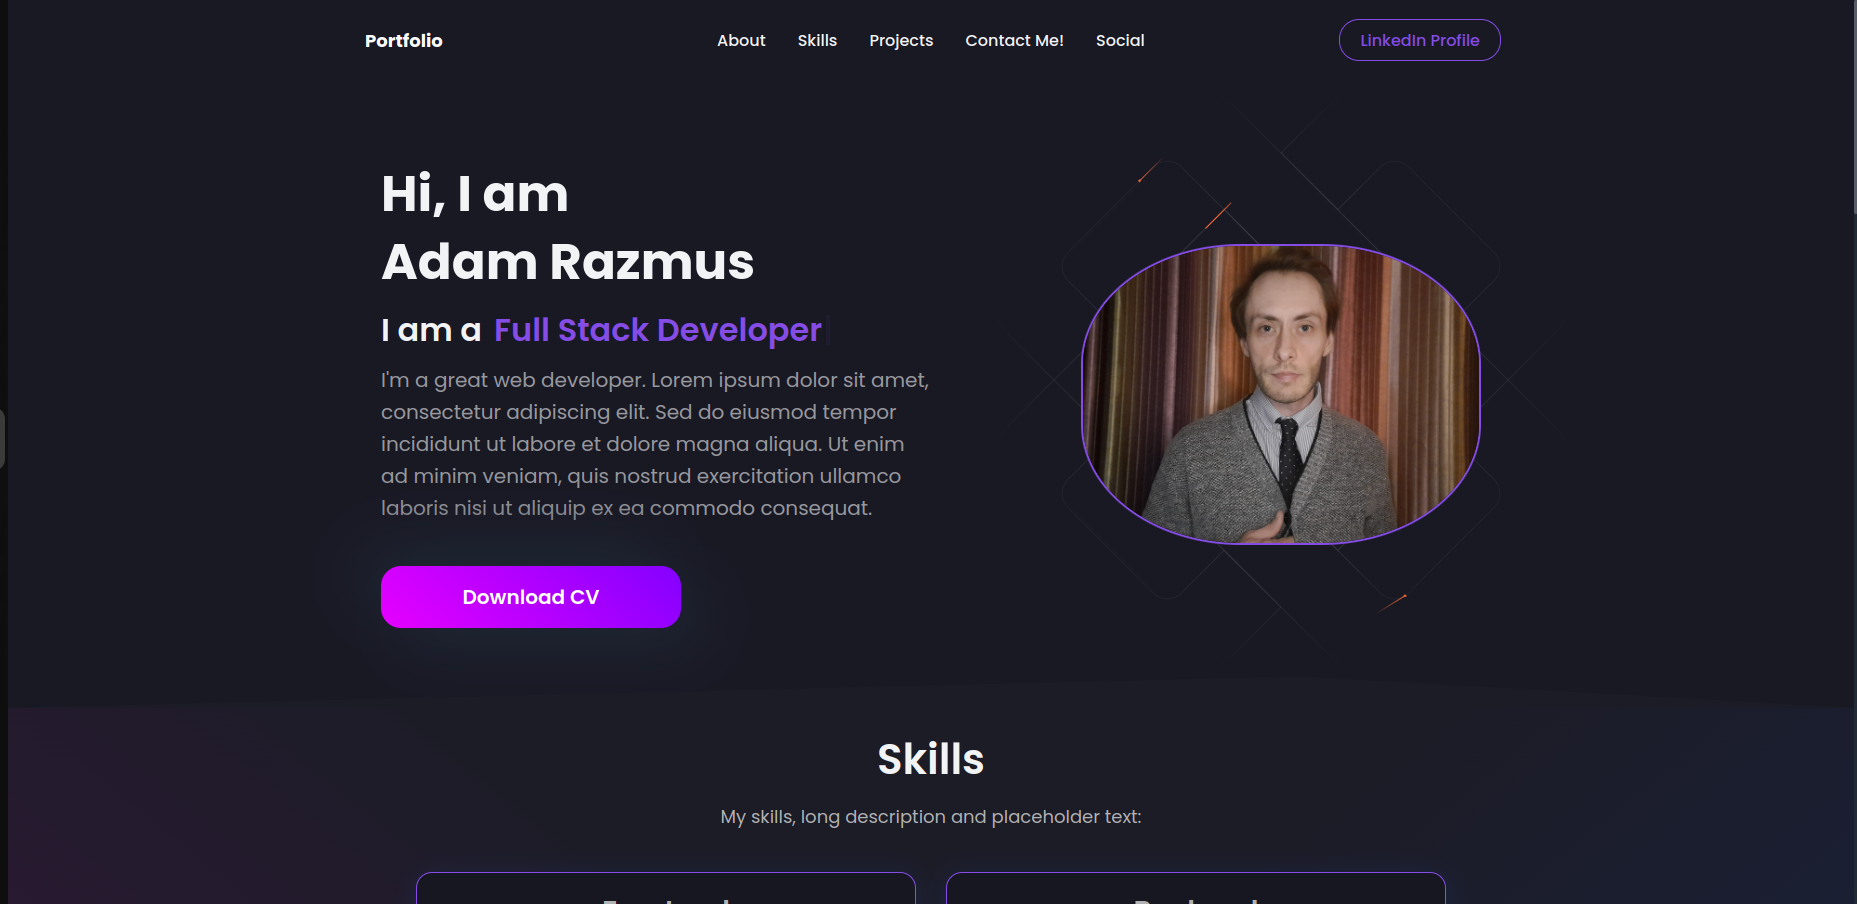 Portfolio
About Skills Projects Contact Me! Social
LinkedIn Profile
Hi, I am
Adam Razmus
I am a Full Stack Developer
I'm a great web developer. Lorem ipsum dolor sit amet,
consectetur adipiscing elit. Sed do eiusmod tempor
incididunt ut labore et dolore magna aliqua. Ut enim
ad minim veniam, quis nostrud exercitation ullamco
laboris nisi ut aliquip ex ea commodo consequat.
Download CV
Skills
My skills, long description and placeholder text: